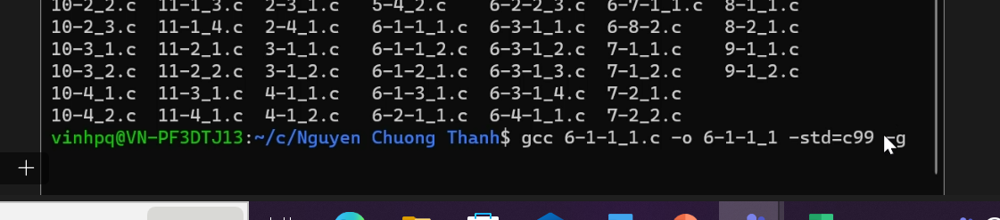 10-2_2.c 11-1_3.c 2-3_1.c 5-4_2.c 6-2-2_3.c 6-7-1_1.c 8-1_1.c
10-2_3.c 11-1_4.c 2-4_1.c 6-1-1_1.c 6-3-1_1.c 6-8-2.c 8-2_1.c
10-3_1.c 11-2_1.c 3-1_1.c 6-1-1_2.c 6-3-1_2.c 7-1_1.c 9-1_1.c
10-3_2.c 11-2_2.c 3-1_2.c 6-1-2_1.c 6-3-1_3.c 7-1_2.c 9-1_2.c
10-4_1.c 11-3_1.c 4-1_1.c 6-1-3_1.c 6-3-1_4.c 7-2_1.c
10-4_2.c 11-4_1.c 4-1_2.c 6-2-1_1.c 6-4-1_1.c 7-2_2.c
vinhpq@VN-PF3DTJ13:~/c/Nguyen Chuong Thanh$ gcc 6-1-1_1.c -o 6-1-1_1 -std=c99 -g